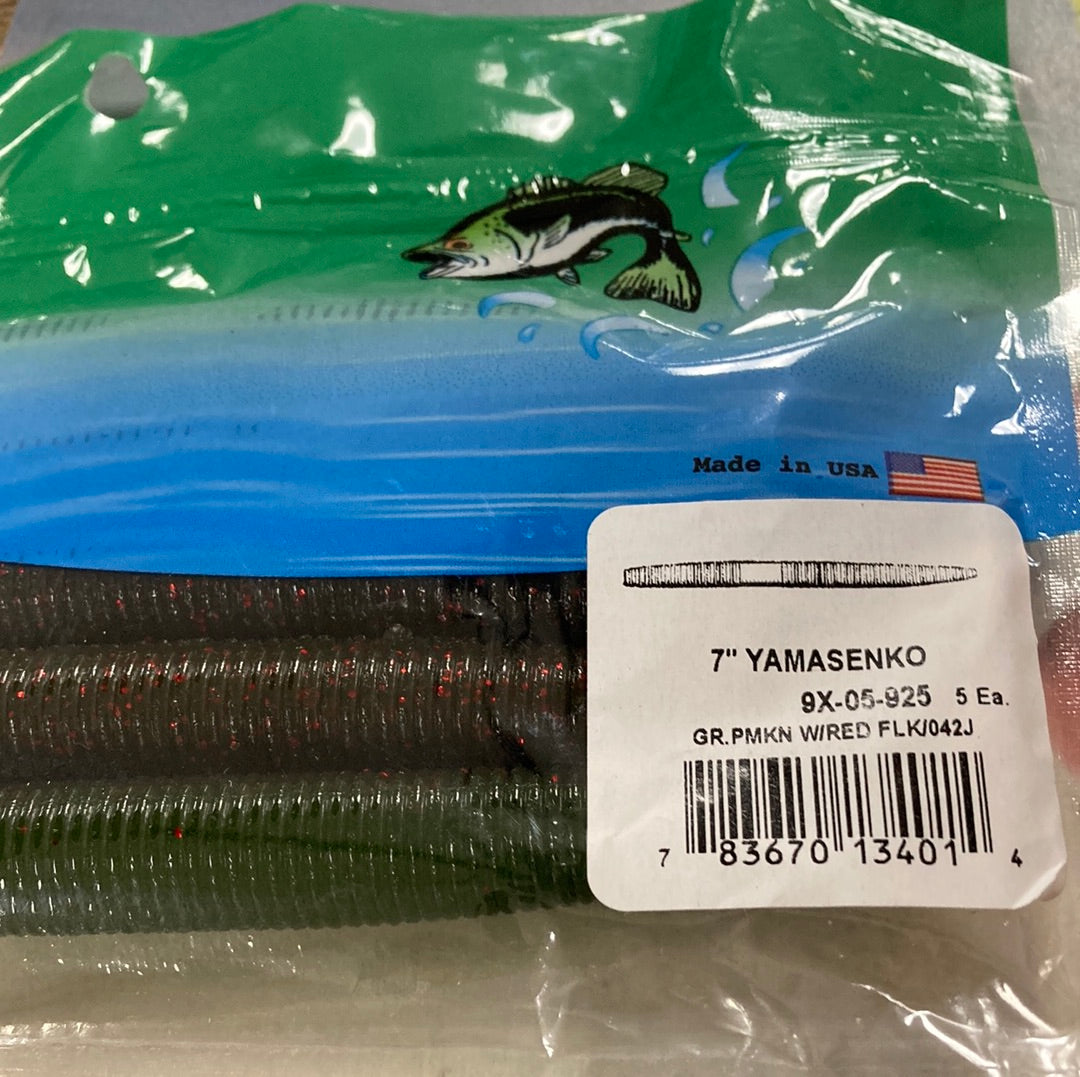 Made in USA
7" YAMASENKO
9X-05-925 5 Ea.
GR.PMKN W/RED FLK/042J
7 83670 13401 4